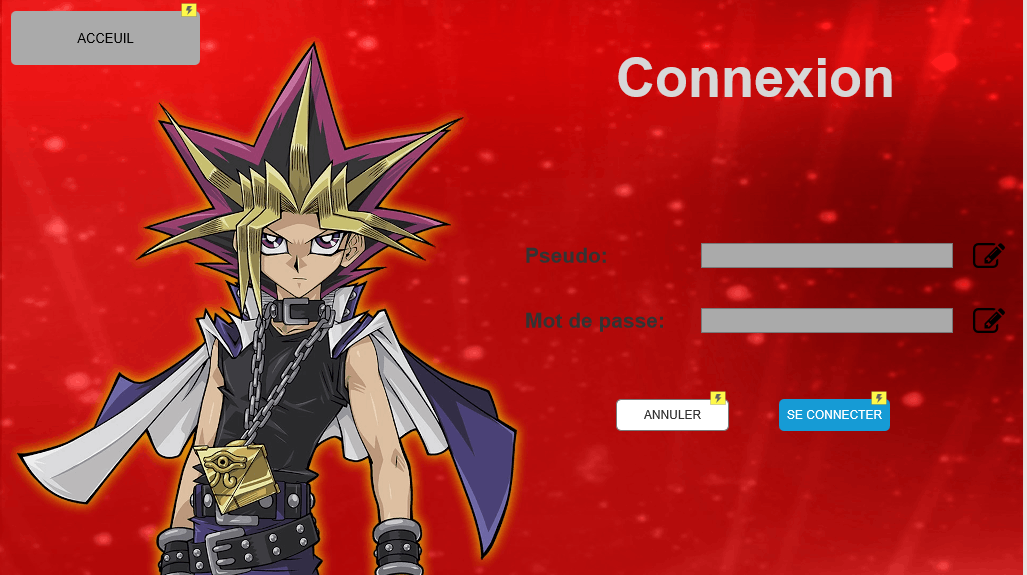 ACCEUIL
Connexion
Pseudo:
Mot de passe:
ANNULER
SE CONNECTER